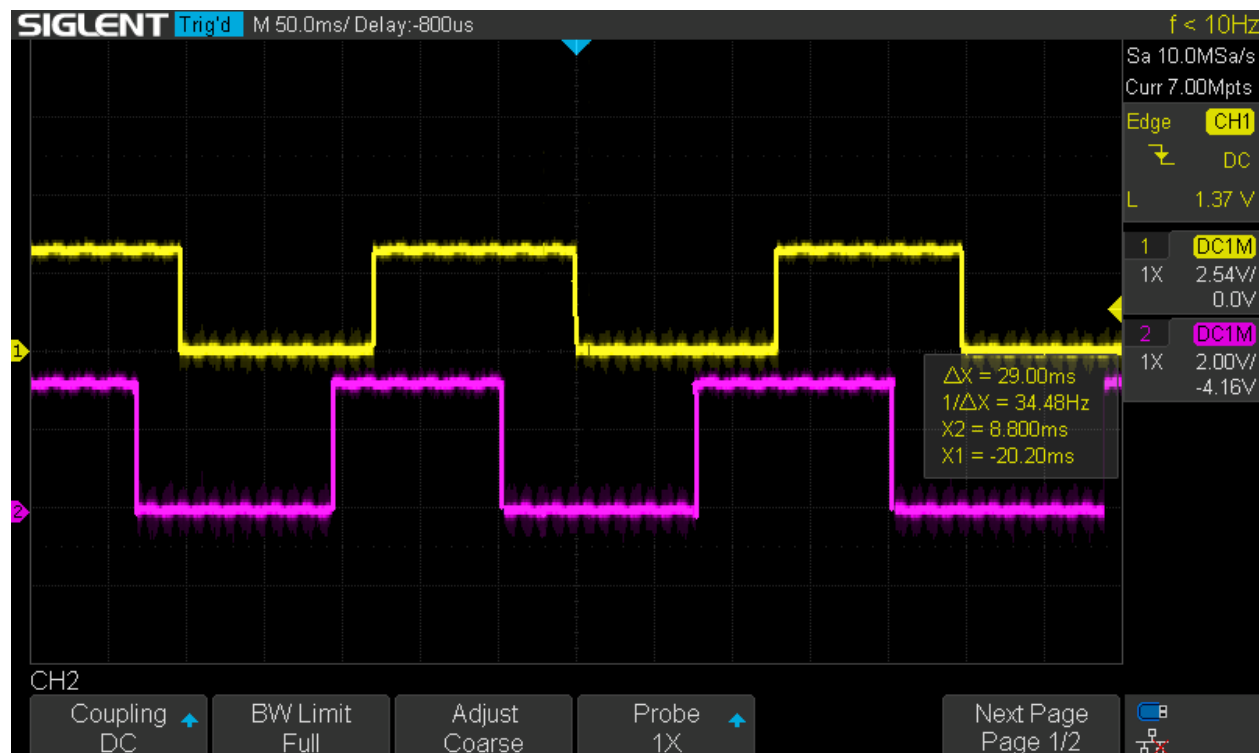 SIGLENT Trig'd M 50.0ms/ Delay:-800us f < 10Hz
Sa 10.0MSa/s
Curr 7.00Mpts
Edge CH1
DC
L 1.37 V
1 DC1M
1X 2.54V/
0.0V
2 DC1M
1X 2.00V/
-4.16V
1
ΔX = 29.00ms
1/ΔX = 34.48Hz
X2 = 8.800ms
X1 = -20.20ms
2
CH2
Coupling
DC
BW Limit
Full
Adjust
Coarse
Probe
1X
Next Page
Page 1/2